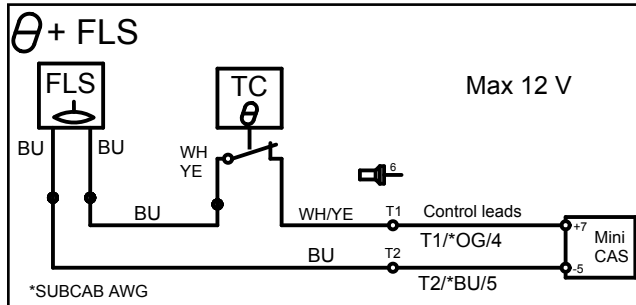 + FLS
FLS
TC
Max 12 V
BU
BU
WH
YE
6
BU
WH/YE
T1
Control leads
+7
T1/*OG/4
Mini
CAS
BU
T2
-5
T2/*BU/5
*SUBCAB AWG